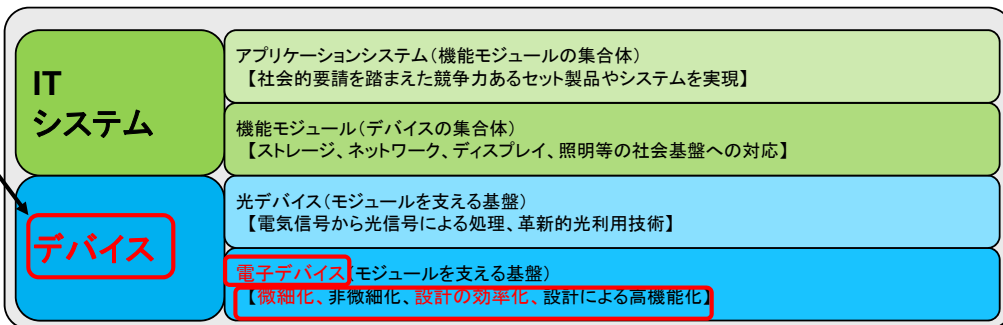 IT
システム
アプリケーションシステム(機能モジュールの集合体)
【社会的要請を踏まえた競争力あるセット製品やシステムを実現】
機能モジュール(デバイスの集合体)
【ストレージ、ネットワーク、ディスプレイ、照明等の社会基盤への対応】
デバイス
光デバイス(モジュールを支える基盤)
【電気信号から光信号による処理、革新的光利用技術】
電子デバイス(モジュールを支える基盤)
【微細化、非微細化、設計の効率化、設計による高機能化】